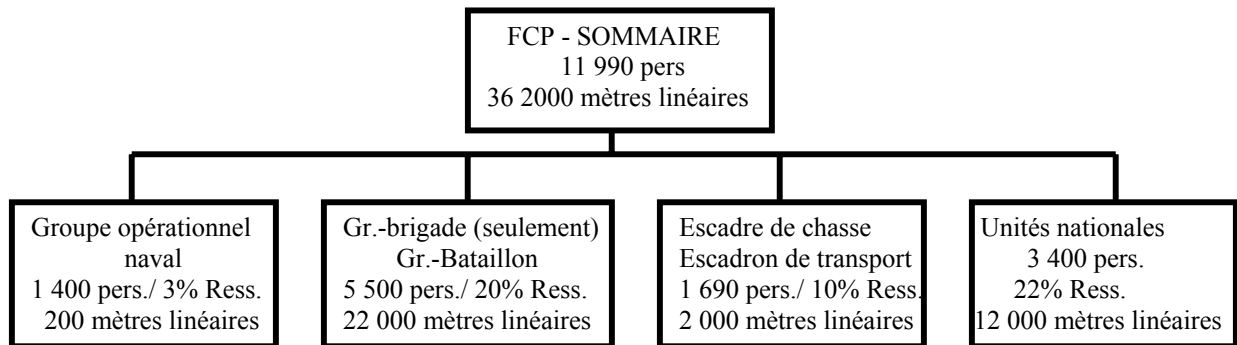 FCP - SOMMAIRE
11 990 pers
36 2000 mètres linéaires
Groupe opérationnel
naval
1 400 pers./ 3% Ress.
200 mètres linéaires
Gr.-brigade (seulement)
Gr.-Bataillon
5 500 pers./ 20% Ress.
22 000 mètres linéaires
Escadre de chasse
Escadron de transport
1 690 pers./ 10% Ress.
2 000 mètres linéaires
Unités nationales
3 400 pers.
22% Ress.
12 000 mètres linéaires